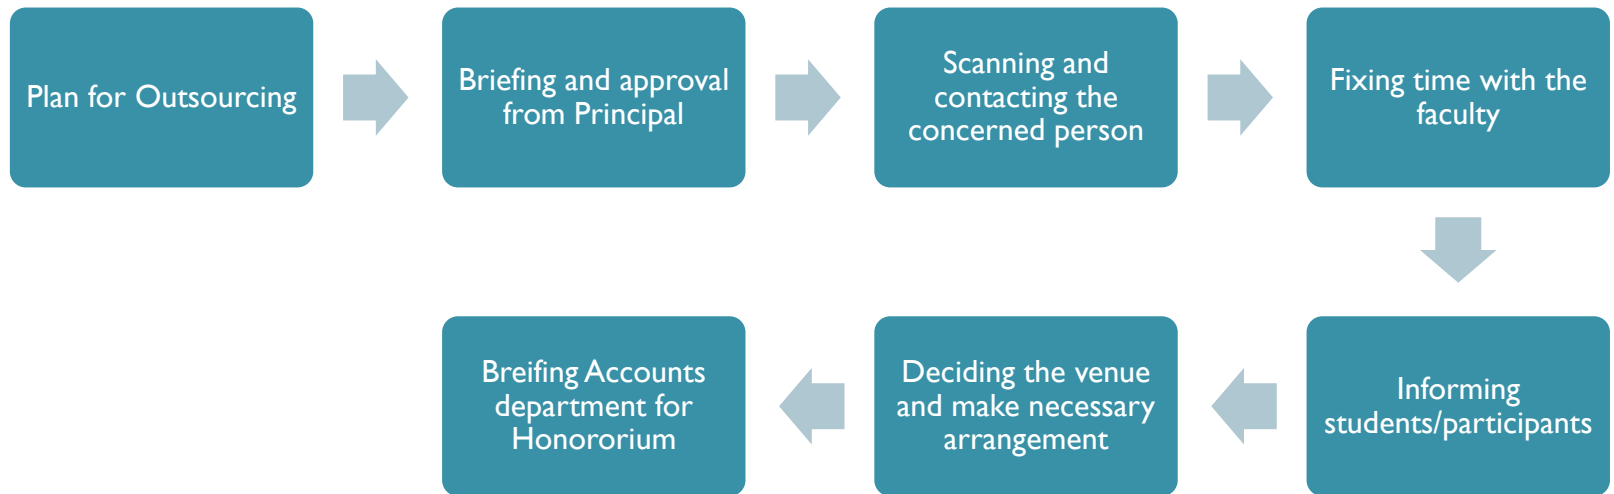 Plan for Outsourcing
Briefing and approval
from Principal
Scanning and
contacting the
concerned person
Fixing time with the
faculty
Informing
students/participants
Deciding the venue
and make necessary
arrangement
Breifing Accounts
department for
Honororium